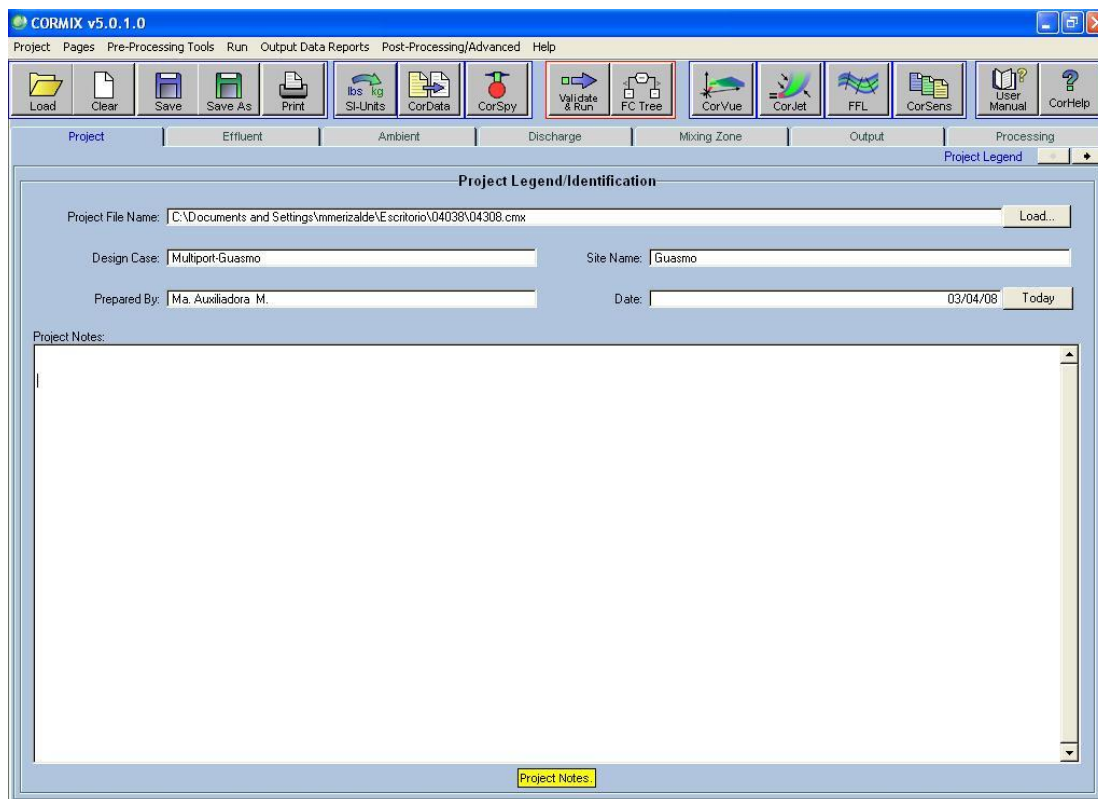 CORMIX v5.0.1.0
Project Pages Pre-Processing Tools Run Output Data Reports Post-Processing/Advanced Help
lbs kg
Load Clear Save Save As Print SI-Units CorData CorSpy Validate & Run FC Tree CorVue CorJet FFL CorSens User Manual CorHelp
Project Effluent Ambient Discharge Mixing Zone Output Processing
Project Legend
Project Legend/Identification
Project File Name: C:\Documents and Settings\mmerizalde\Escritorio\04038\04308.cmx Load...
Design Case: Multiport-Guasmo Site Name: Guasmo
Prepared By: Ma. Auxiliadora M. Date: 03/04/08 Today
Project Notes:
Project Notes.